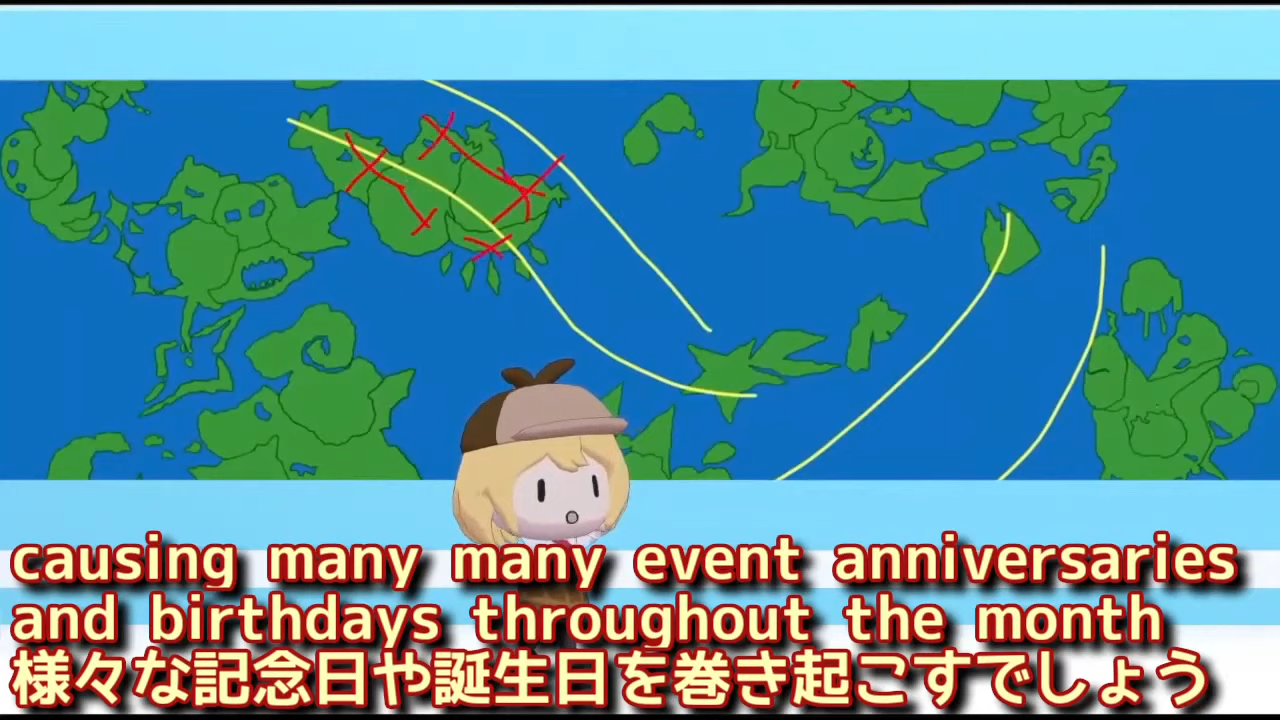 causing many many event anniversaries
and birthdays throughout the month
様々な記念日や誕生日を巻き起こすでしょう